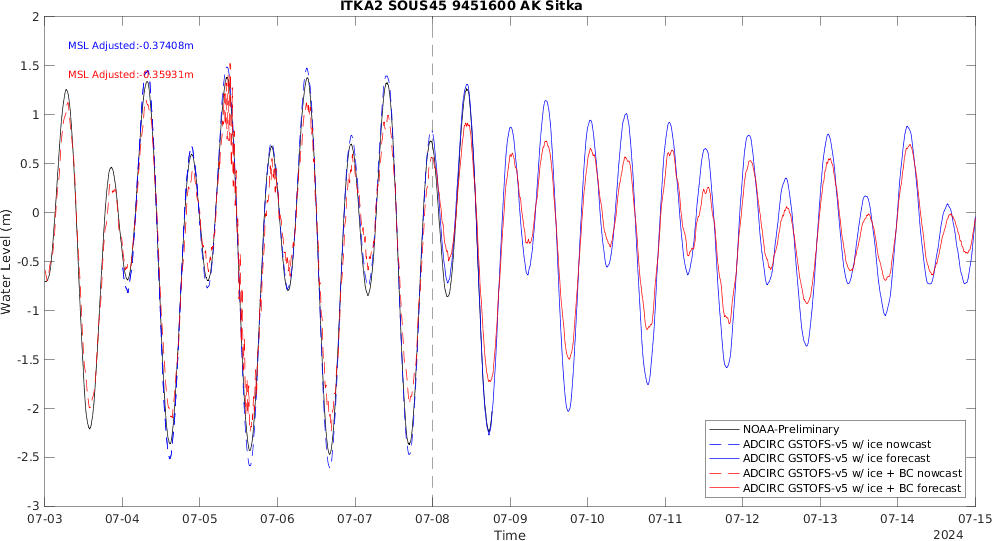 ITKA2 SOUS45 9451600 AK Sitka
2
1.5
1
0.5
0
-0.5
-1
-1.5
-2
-2.5
-3
Water Level (m)
MSL Adjusted:-0.37408m
MSL Adjusted:-0.35931m
NOAA-Preliminary
ADCIRC GSTOFS-v5 w/ ice nowcast
ADCIRC GSTOFS-v5 w/ ice forecast
ADCIRC GSTOFS-v5 w/ ice + BC nowcast
ADCIRC GSTOFS-v5 w/ ice + BC forecast
07-03 07-04 07-05 07-06 07-07 07-08 07-09 07-10 07-11 07-12 07-13 07-14 07-15
Time
2024